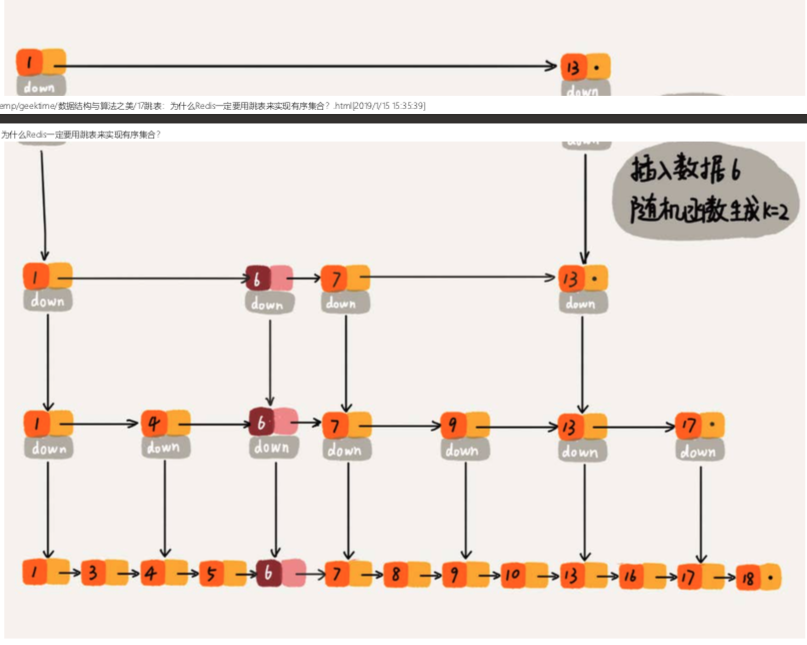 1 13
down down
emp/geektime/数据结构与算法之美/17跳表：为什么Redis一定要用跳表来实现有序集合？.html[2019/1/15 15:35:39]
为什么Redis一定要用跳表来实现有序集合？
插入数据6
随机函数生成K=2
1 6 7 13
down down down down
1 4 6 7 9 13 17
down down down down down down down
1 3 4 5 6 7 8 9 10 13 16 17 18